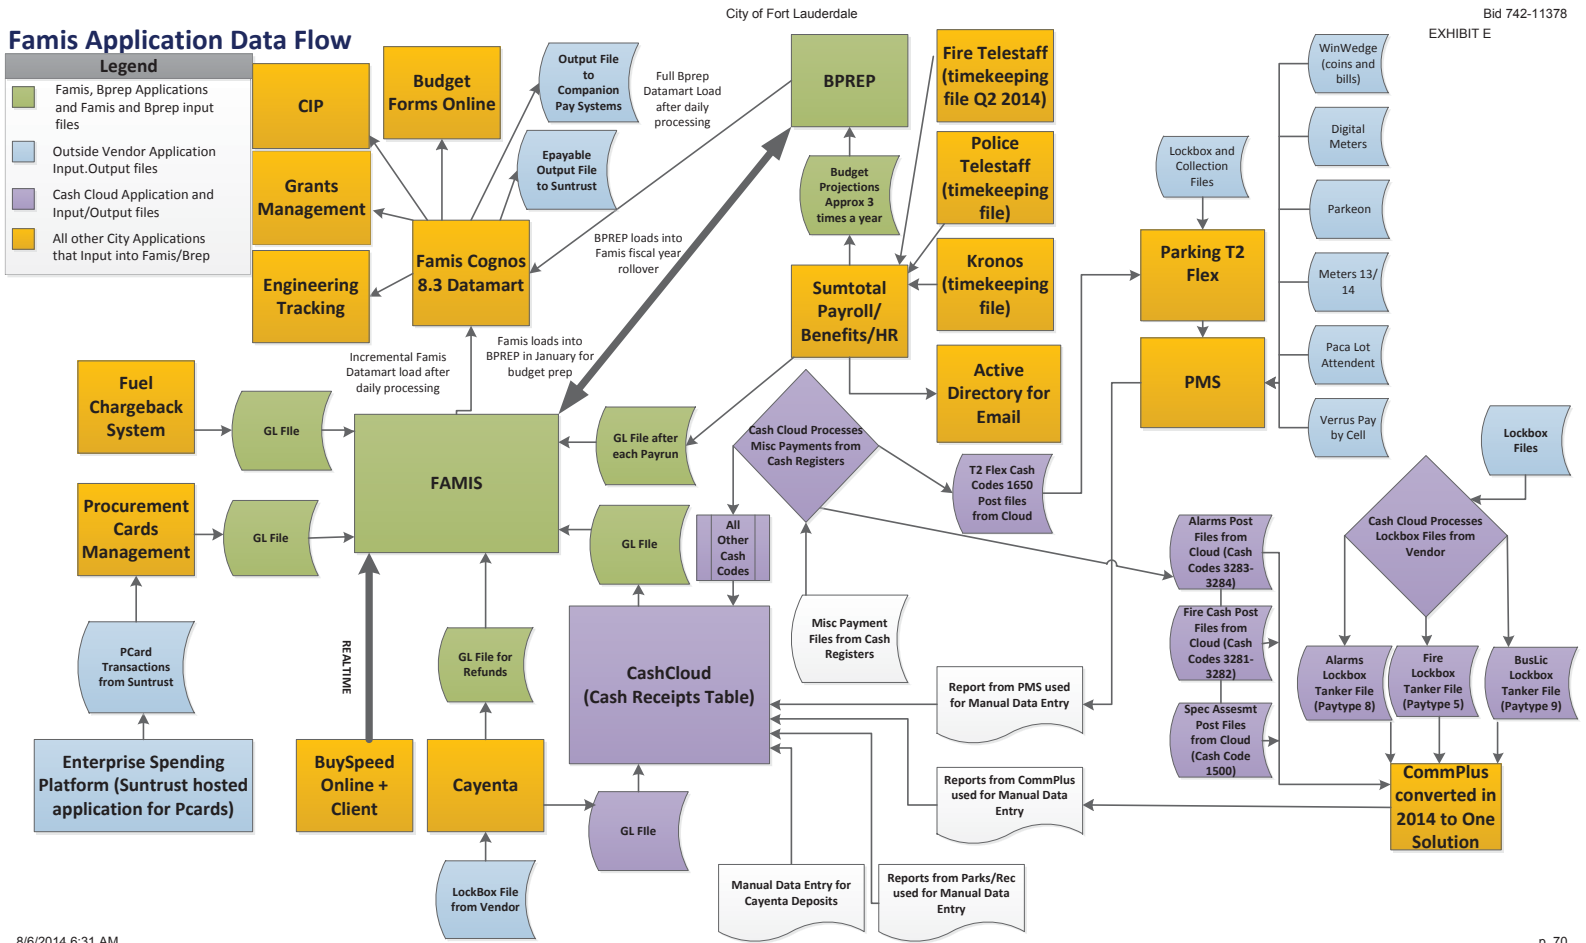 City of Fort Lauderdale
Bid 742-11378
EXHIBIT E
Famis Application Data Flow
Legend
Famis, Bprep Applications
and Famis and Bprep input
files
Outside Vendor Application
Input.Output files
Cash Cloud Application and
Input/Output files
All other City Applications
that Input into Famis/Brep
CIP
Budget
Forms Online
Output File
to
Companion
Pay Systems
Full Bprep
Datamart Load
after daily
processing
BPREP
Fire Telestaff
(timekeeping
file Q2 2014)
WinWedge
(coins and
bills)
Grants
Management
Epayable
Output File
to Suntrust
Budget
Projections
Approx 3
times a year
Police
Telestaff
(timekeeping
file)
Lockbox and
Collection
Files
Digital
Meters
Parkeon
Engineering
Tracking
Famis Cognos
8.3 Datamart
BPREP loads into
Famis fiscal year
rollover
Sumtotal
Payroll/
Benefits/HR
Kronos
(timekeeping
file)
Parking T2
Flex
Meters 13/
14
Incremental Famis
Datamart load after
daily processing
Famis loads into
BPREP in January for
budget prep
Active
Directory for
Email
PMS
Paca Lot
Attendent
Verrus Pay
by Cell
Fuel
Chargeback
System
GL FIle
FAMIS
GL File after
each Payrun
Cash Cloud Processes
Misc Payments from
Cash Registers
T2 Flex Cash
Codes 1650
Post files
from Cloud
Lockbox
Files
Procurement
Cards
Management
GL File
GL FIle
All
Other
Cash
Codes
Alarms Post
Files from
Cloud (Cash
Codes 3283-
3284)
Cash Cloud Processes
Lockbox Files from
Vendor
PCard
Transactions
from Suntrust
REALTIME
GL File for
Refunds
CashCloud
(Cash Receipts Table)
Misc Payment
Files from Cash
Registers
Fire Cash Post
Files from
Cloud (Cash
Codes 3281-
3282)
Alarms
Lockbox
Tanker File
(Paytype 8)
Fire
Lockbox
Tanker File
(Paytype 5)
BusLic
Lockbox
Tanker File
(Paytype 9)
Report from PMS used
for Manual Data Entry
Spec Assesmt
Post Files
from Cloud
(Cash Code
1500)
Enterprise Spending
Platform (Suntrust hosted
application for Pcards)
BuySpeed
Online +
Client
Cayenta
GL FIle
Reports from CommPlus
used for Manual Data
Entry
CommPlus
converted in
2014 to One
Solution
LockBox File
from Vendor
Manual Data Entry for
Cayenta Deposits
Reports from Parks/Rec
used for Manual Data
Entry
8/6/2014 6:31 AM
p. 70